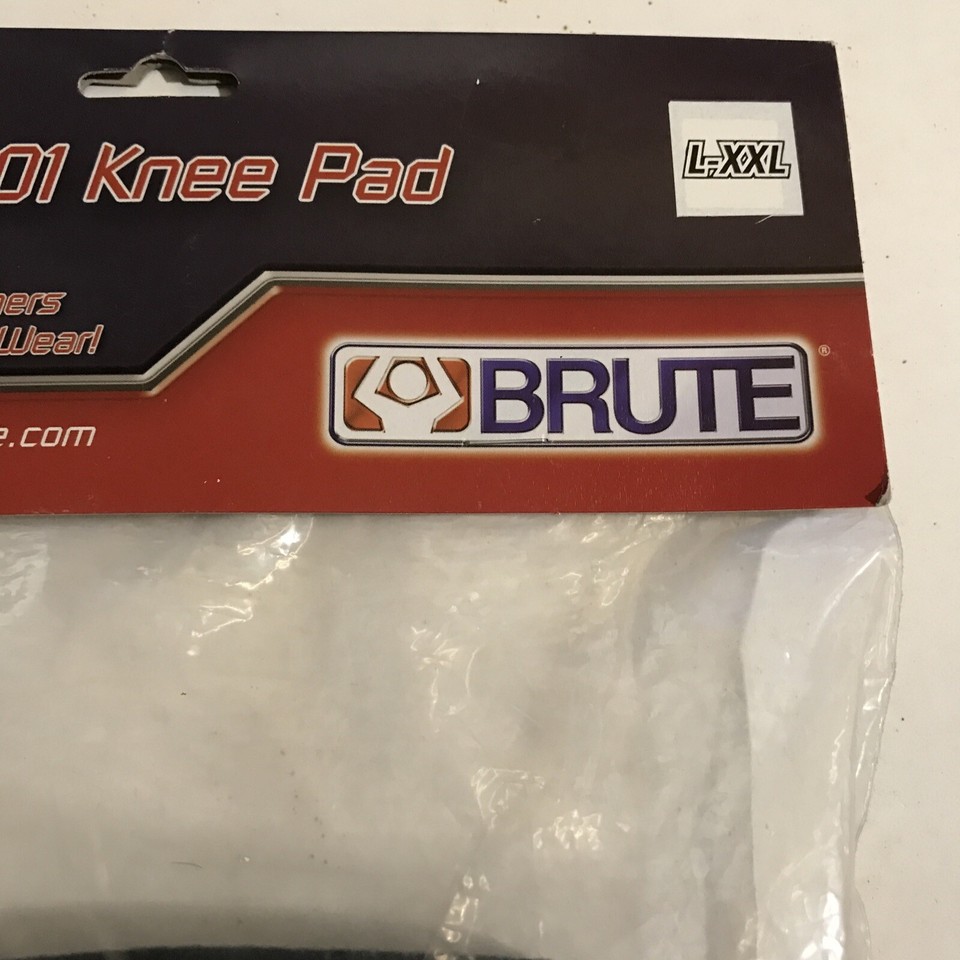 01 Knee Pad
L-XXL
ners
Wear!
BRUTE®
e.com